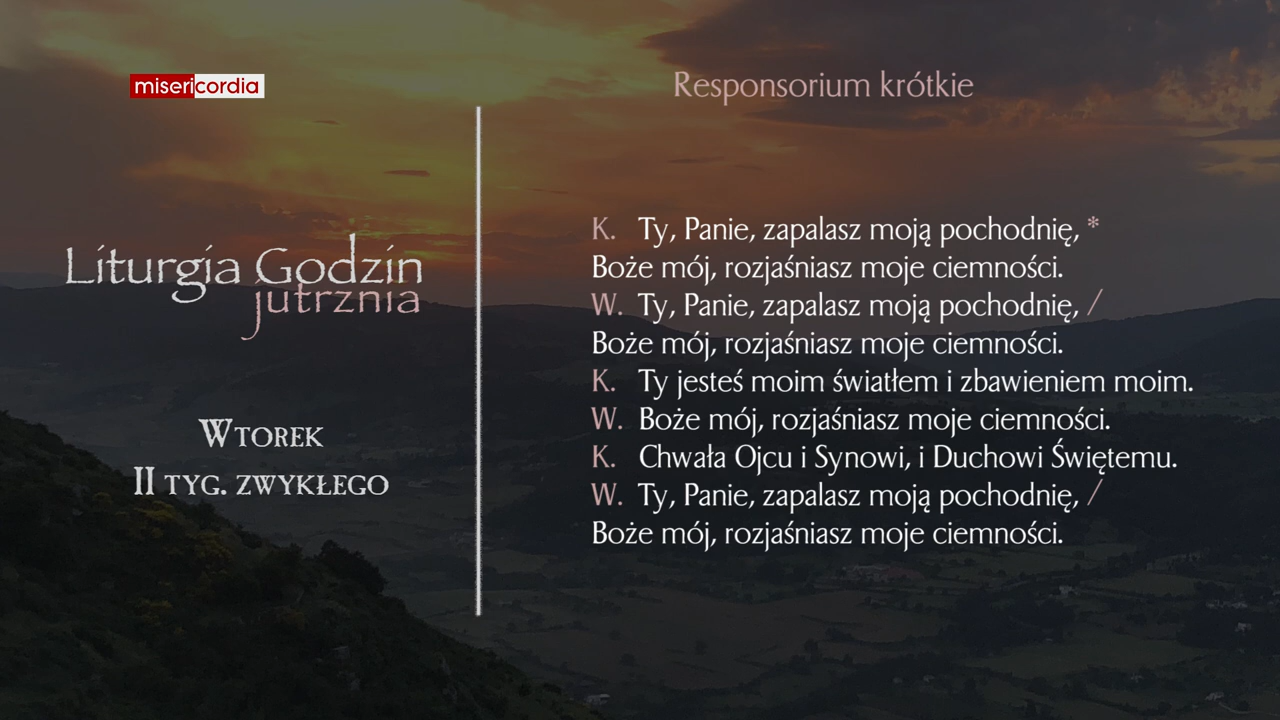 misericordia
Liturgia Godzin
jutrznia
Wtorek
II tyg. zwykłego
Responsorium krótkie
K. Ty, Panie, zapalasz moją pochodnię, *
Boże mój, rozjaśniasz moje ciemności.
W. Ty, Panie, zapalasz moją pochodnię, /
Boże mój, rozjaśniasz moje ciemności.
K. Ty jesteś moim światłem i zbawieniem moim.
W. Boże mój, rozjaśniasz moje ciemności.
K. Chwała Ojcu i Synowi, i Duchowi Świętemu.
W. Ty, Panie, zapalasz moją pochodnię, /
Boże mój, rozjaśniasz moje ciemności.